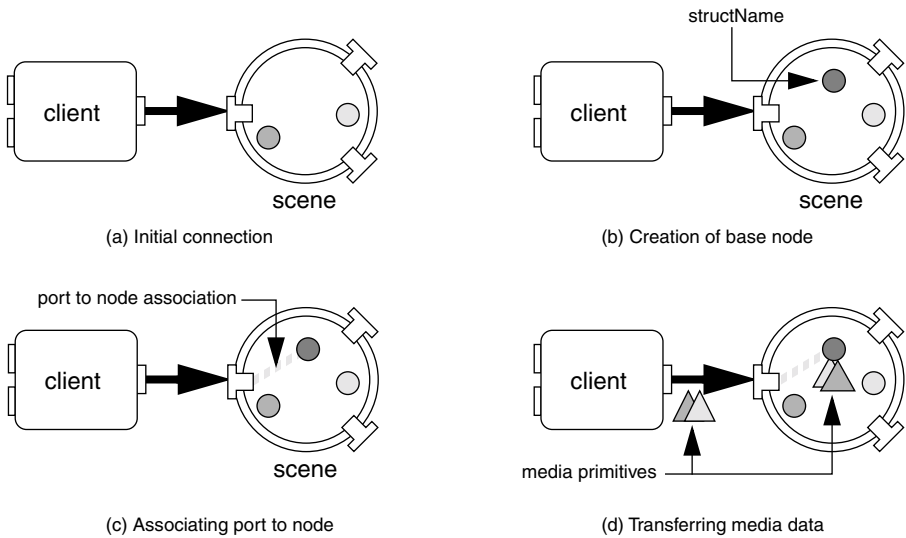 structName
client
scene
(a) Initial connection
client
scene
(b) Creation of base node
port to node association
client
scene
(c) Associating port to node
client
media primitives
(d) Transferring media data